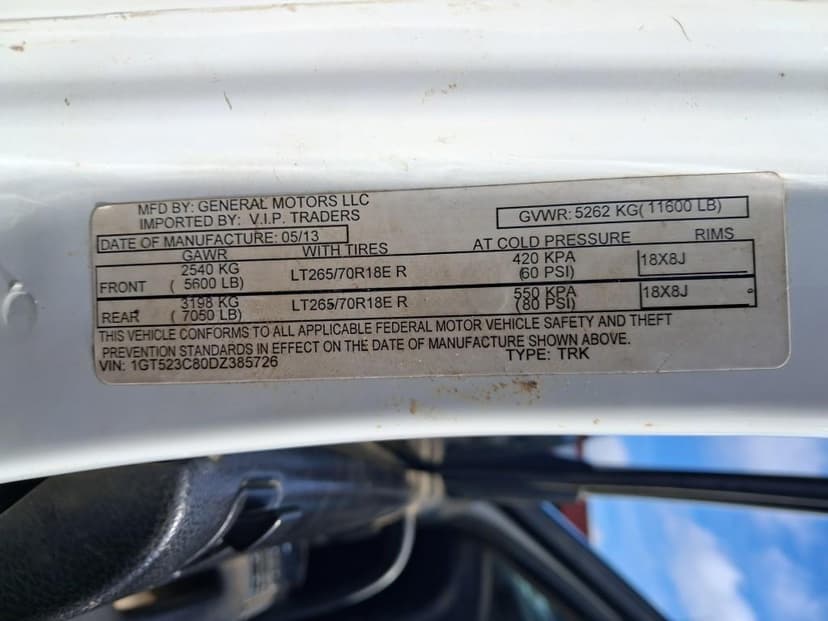 MFD BY: GENERAL MOTORS LLC
IMPORTED BY: V.I.P. TRADERS
GVWR: 5262 KG( 11600 LB)
DATE OF MANUFACTURE: 05/13
GAWR WITH TIRES AT COLD PRESSURE RIMS
FRONT 2540 KG ( 5600 LB) LT265/70R18E R 420 KPA (60 PSI) 18X8J
REAR 3198 KG ( 7050 LB) LT265/70R18E R 550 KPA (80 PSI) 18X8J
THIS VEHICLE CONFORMS TO ALL APPLICABLE FEDERAL MOTOR VEHICLE SAFETY AND THEFT
PREVENTION STANDARDS IN EFFECT ON THE DATE OF MANUFACTURE SHOWN ABOVE.
VIN: 1GT523C80DZ385726 TYPE: TRK